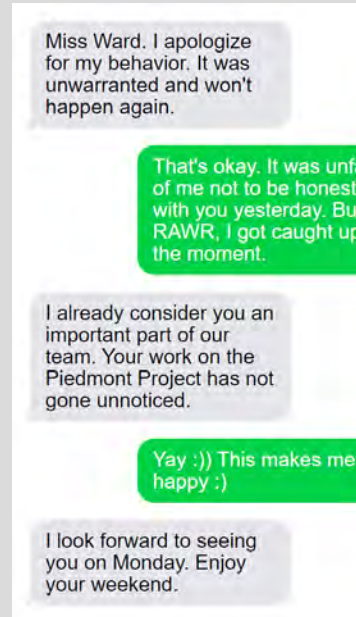 Miss Ward. I apologize
for my behavior. It was
unwarranted and won't
happen again.
That's okay. It was
of me not to be honest
with you yesterday.
RAWR, I got caught up
the moment.
I already consider you an
important part of our
team. Your work on the
Piedmont Project has not
gone unnoticed.
Yay :)) This makes me
happy :)
I look forward to seeing
you on Monday. Enjoy
your weekend.